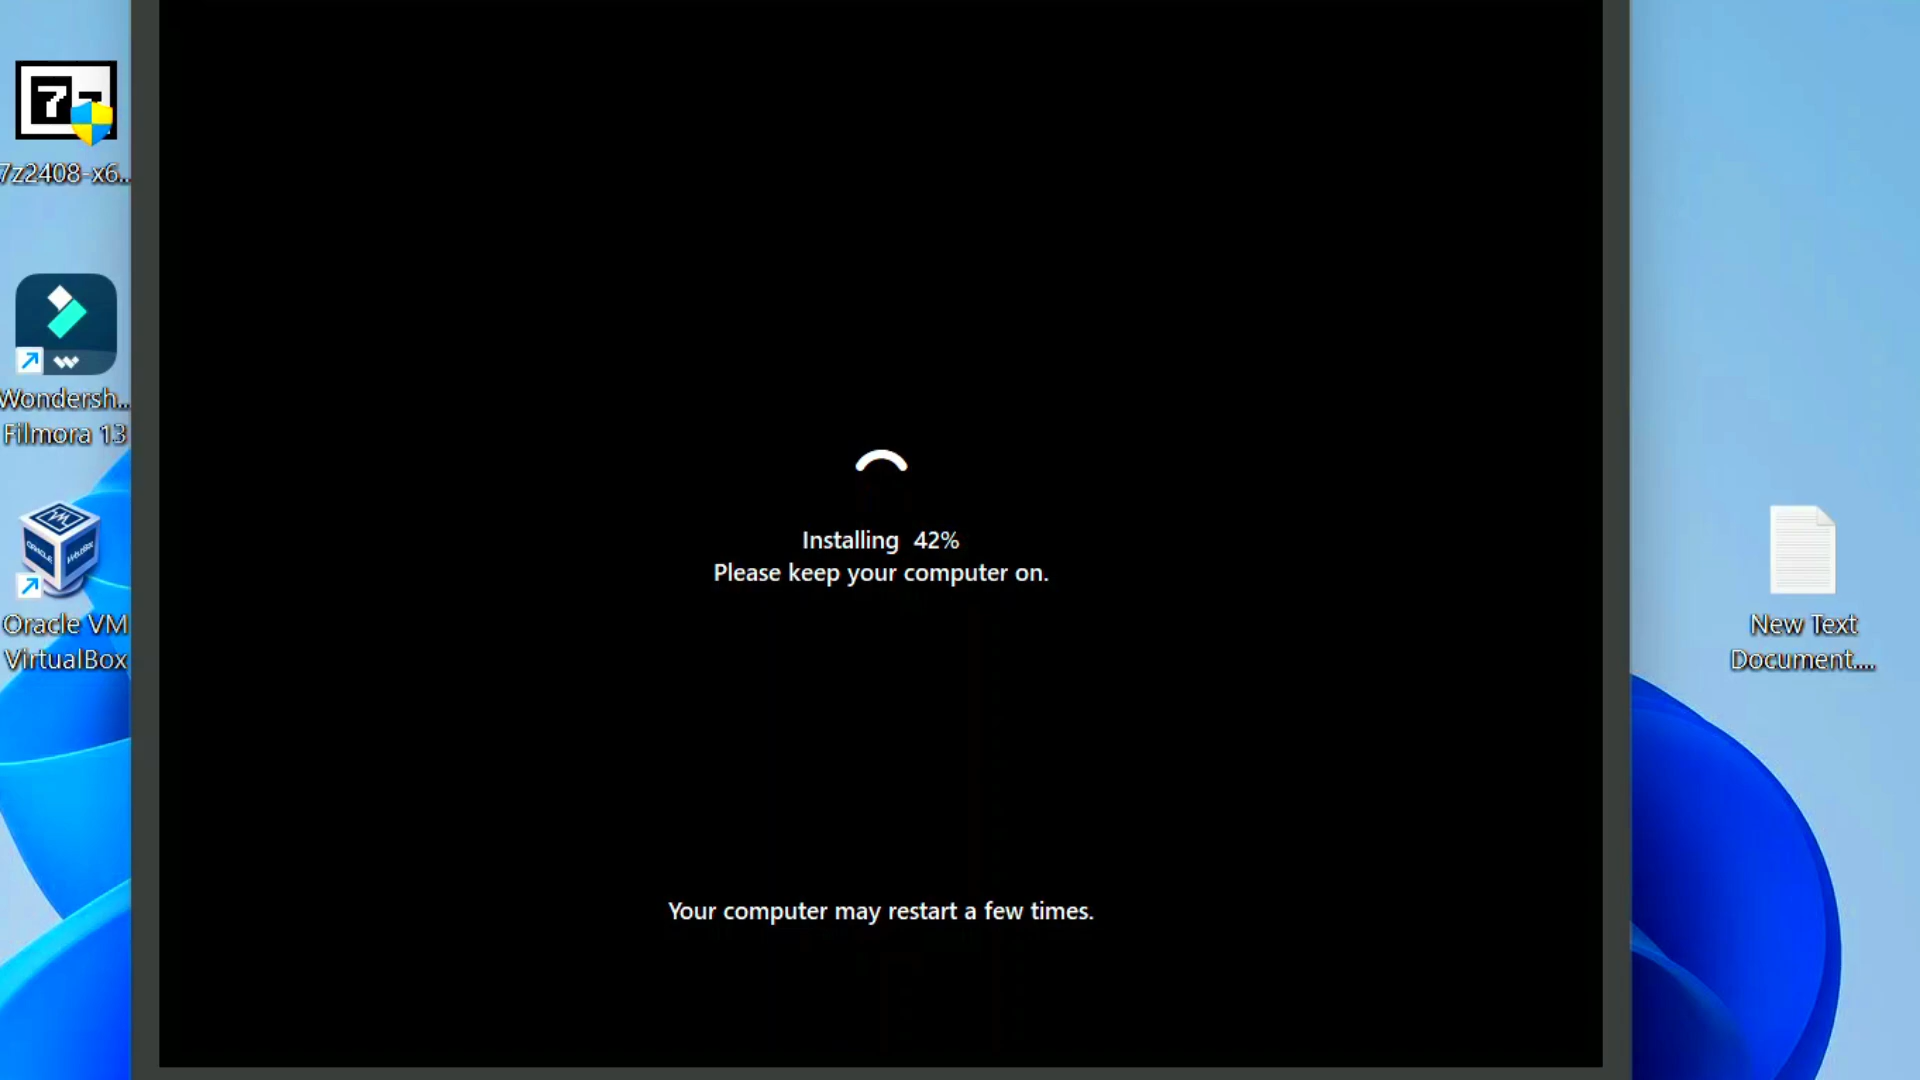 7z2408-x6...
Wondersh...
Filmora 13
Oracle VM
VirtualBox
Installing 42%
Please keep your computer on.
Your computer may restart a few times.
New Text
Document....